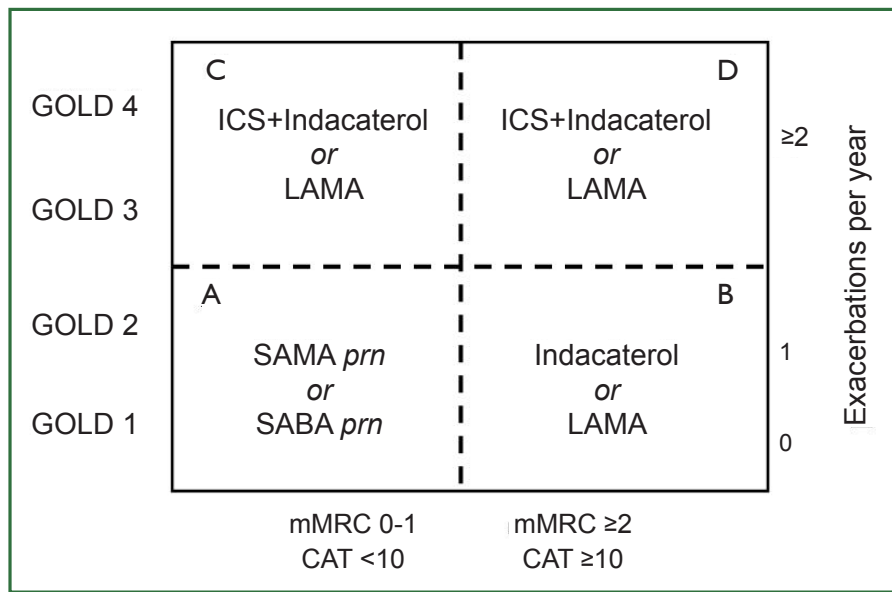 GOLD 4
GOLD 3
GOLD 2
GOLD 1
C
ICS+Indacaterol
or
LAMA
D
ICS+Indacaterol
or
LAMA
A
SAMA prn
or
SABA prn
B
Indacaterol
or
LAMA
≥2
1
0
Exacerbations per year
mMRC 0-1
CAT <10
mMRC ≥2
CAT ≥10